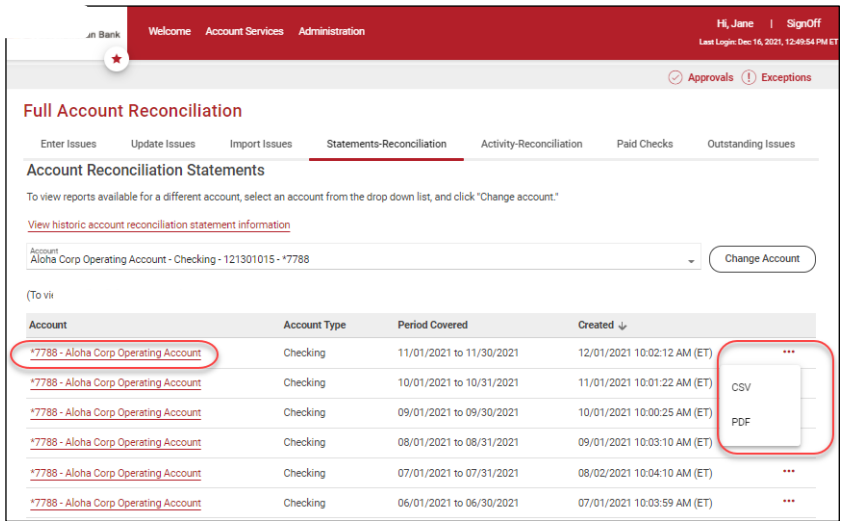 Hi, Jane | SignOff
un Bank Welcome Account Services Administration
Last Login: Dec 16, 2021, 12:49:54 PM ET
Approvals Exceptions
Full Account Reconciliation
Enter Issues Update Issues Import Issues Statements-Reconciliation Activity-Reconciliation Paid Checks Outstanding Issues
Account Reconciliation Statements
To view reports available for a different account, select an account from the drop down list, and click "Change account."
View historic account reconciliation statement information
Account
Aloha Corp Operating Account - Checking - 121301015 - *7788
Change Account
(To vi
Account Account Type Period Covered Created ↓
*7788 - Aloha Corp Operating Account Checking 11/01/2021 to 11/30/2021 12/01/2021 10:02:12 AM (ET) •••
*7788 - Aloha Corp Operating Account Checking 10/01/2021 to 10/31/2021 11/01/2021 10:01:22 AM (ET) CSV
*7788 - Aloha Corp Operating Account Checking 09/01/2021 to 09/30/2021 10/01/2021 10:00:25 AM (ET) PDF
*7788 - Aloha Corp Operating Account Checking 08/01/2021 to 08/31/2021 09/01/2021 10:03:10 AM (ET)
*7788 - Aloha Corp Operating Account Checking 07/01/2021 to 07/31/2021 08/02/2021 10:04:10 AM (ET) •••
*7788 - Aloha Corp Operating Account Checking 06/01/2021 to 06/30/2021 07/01/2021 10:03:59 AM (ET) •••